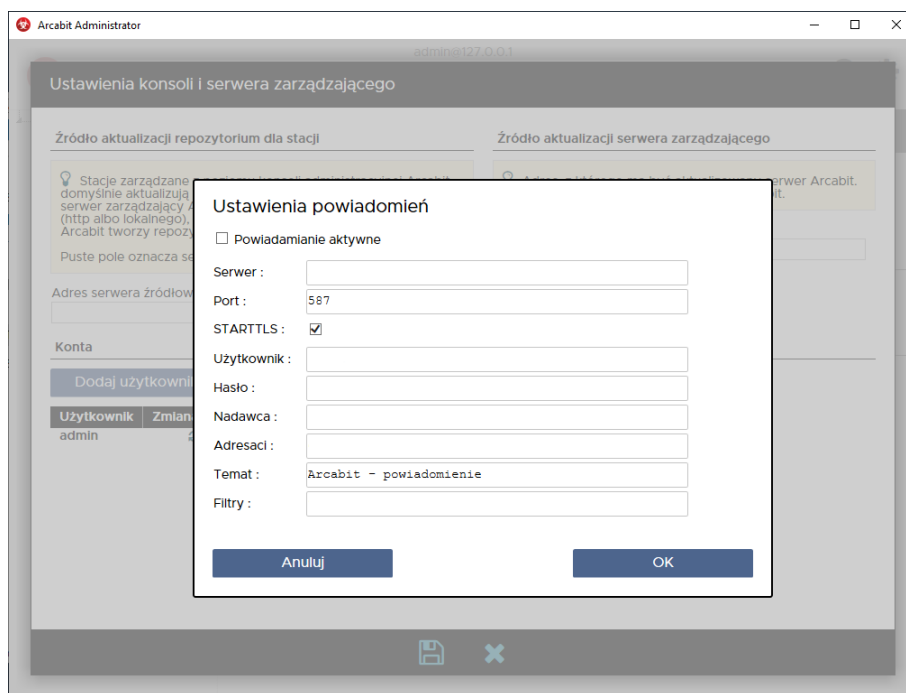 Arcabit Administrator
admin@127.0.0.1
Ustawienia konsoli i serwera zarządzającego
Źródło aktualizacji repozytorium dla stacji
Źródło aktualizacji serwera zarządzającego
Stacje zarządzane
domyślnie aktualizują
serwer zarządzający
(http albo lokalnego),
Arcabit tworzy
Puste pole oznacza
erwer Arcabit.
Adres serwera źródłow
Konta
Dodaj użytkowni
Użytkownik Zmian
admin
Ustawienia powiadomień
Powiadamianie aktywne
Serwer :
Port : 587
STARTTLS :
Użytkownik :
Hasło :
Nadawca :
Adresaci :
Temat : Arcabit - powiadomienie
Filtry :
Anuluj OK